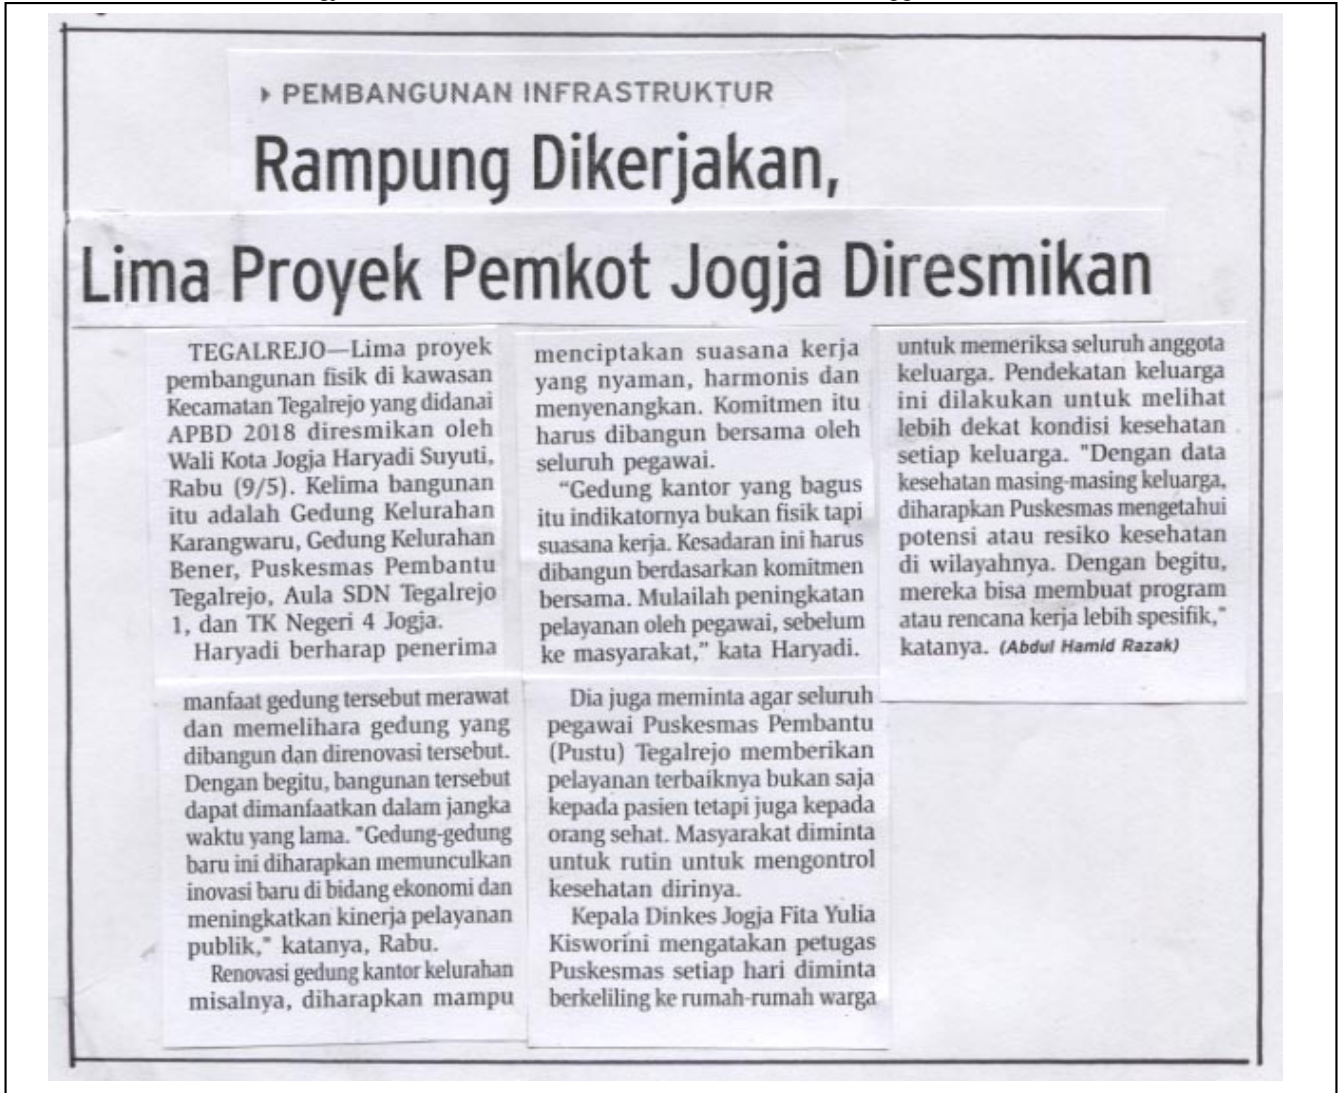 PEMBANGUNAN INFRASTRUKTUR
Rampung Dikerjakan,
Lima Proyek Pemkot Jogja Diresmikan
TEGALREJO—Lima proyek
pembangunan fisik di kawasan
Kecamatan Tegalrejo yang didanai
APBD 2018 diresmikan oleh
Wali Kota Jogja Haryadi Suyuti,
Rabu (9/5). Kelima bangunan
itu adalah Gedung Kelurahan
Karangwaru, Gedung Kelurahan
Bener, Puskesmas Pembantu
Tegalrejo, Aula SDN Tegalrejo
1, dan TK Negeri 4 Jogja.
Haryadi berharap penerima
manfaat gedung tersebut merawat
dan memelihara gedung yang
dibangun dan direnovasi tersebut.
Dengan begitu, bangunan tersebut
dapat dimanfaatkan dalam jangka
waktu yang lama. "Gedung-gedung
baru ini diharapkan memunculkan
inovasi baru di bidang ekonomi dan
meningkatkan kinerja pelayanan
publik," katanya, Rabu.
Renovasi gedung kantor kelurahan
misalnya, diharapkan mampu
menciptakan suasana kerja
yang nyaman, harmonis dan
menyenangkan. Komitmen itu
harus dibangun bersama oleh
seluruh pegawai.
“Gedung kantor yang bagus
itu indikatornya bukan fisik tapi
suasana kerja. Kesadaran ini harus
dibangun berdasarkan komitmen
bersama. Mulailah peningkatan
pelayanan oleh pegawai, sebelum
ke masyarakat,” kata Haryadi.
Dia juga meminta agar seluruh
pegawai Puskesmas Pembantu
(Pustu) Tegalrejo memberikan
pelayanan terbaiknya bukan saja
kepada pasien tetapi juga kepada
orang sehat. Masyarakat diminta
untuk rutin untuk mengontrol
kesehatan dirinya.
Kepala Dinkes Jogja Fita Yulia
Kisworini mengatakan petugas
Puskesmas setiap hari diminta
berkeliling ke rumah-rumah warga
untuk memeriksa seluruh anggota
keluarga. Pendekatan keluarga
ini dilakukan untuk melihat
lebih dekat kondisi kesehatan
setiap keluarga. "Dengan data
kesehatan masing-masing keluarga,
diharapkan Puskesmas mengetahui
potensi atau resiko kesehatan
di wilayahnya. Dengan begitu,
mereka bisa membuat program
atau rencana kerja lebih spesifik,"
katanya. (Abdul Hamid Razak)